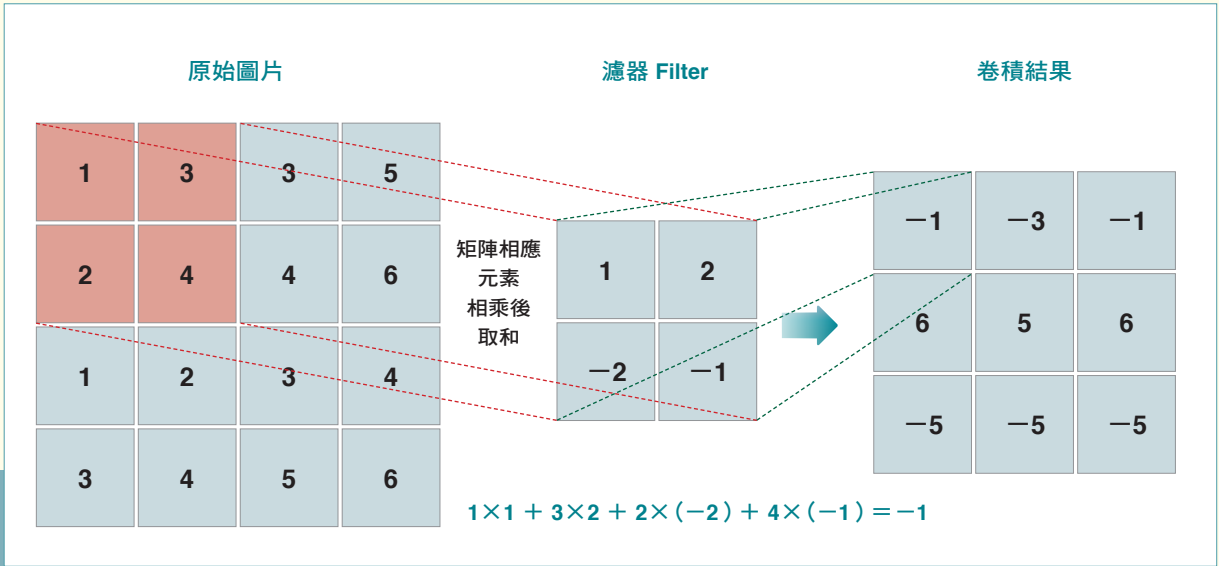 原始圖片
濾器 Filter
卷積結果
1 3 3 5
2 4 4 6
1 2 3 4
3 4 5 6
矩陣相應
元素
相乘後
取和
1 2
－2 －1
－1 －3 －1
6 5 6
－5 －5 －5
1×1 + 3×2 + 2×(－2) + 4×(－1) ＝－1